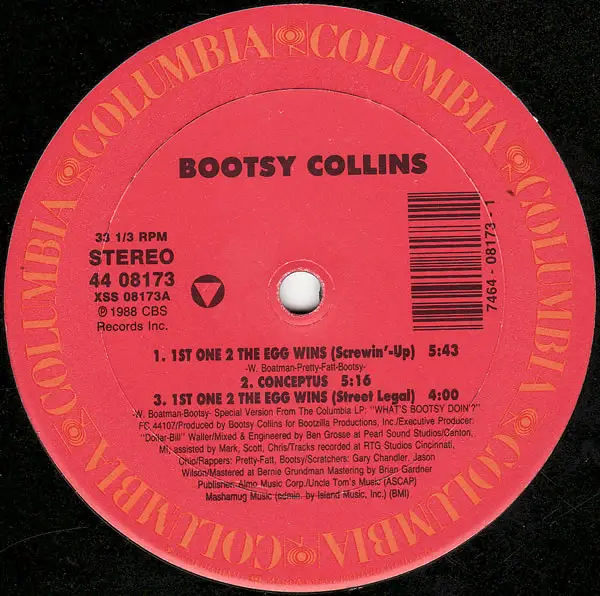 COLUMBIA COLUMBIA COLUMBIA COLUMBIA COLUMBIA COLUMBIA COLUMBIA COLUMBIA
BOOTSY COLLINS
33 1/3 RPM
STEREO
44 08173
XSS 08173A
℗ 1988 CBS
Records Inc.
7464 - 08173 - 1
1. 1ST ONE 2 THE EGG WINS (Screwin'-Up) 5:43
-W. Boatman-Pretty-Fatt-Bootsy-
2. CONCEPTUS 5:16
3. 1ST ONE 2 THE EGG WINS (Street Legal) 4:00
-W. Boatman-Bootsy- Special Version From The Columbia LP: "WHAT'S BOOTSY DOIN'?"
FC 44107/Produced by Bootsy Collins for Bootzilla Productions, Inc./Executive Producer:
"Dollar-Bill" Waller/Mixed & Engineered by Ben Grosse at Pearl Sound Studios/Canton,
Mi, assisted by Mark, Scott, Chris/Tracks recorded at RTG Studios Cincinnati,
Ohio/Rappers: Pretty-Fatt, Bootsy/Scratchers: Gary Chandler, Jason
Wilson/Mastered at Bernie Grundman Mastering by Brian Gardner
Publisher: Almo Music Corp./Uncle Tom's Music (ASCAP)
Mashamug Music (admin. by Island Music, Inc.) (BMI)